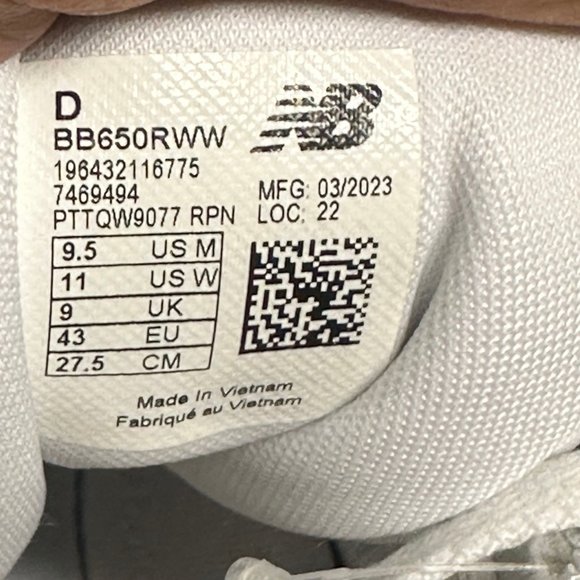 D
NB
BB650RWW
196432116775
7469494
MFG: 03/2023
PTTQW9077 RPN
LOC: 22
9.5 US M
11 US W
9 UK
43 EU
27.5 CM
Made In Vietnam
Fabriqué au Vietnam